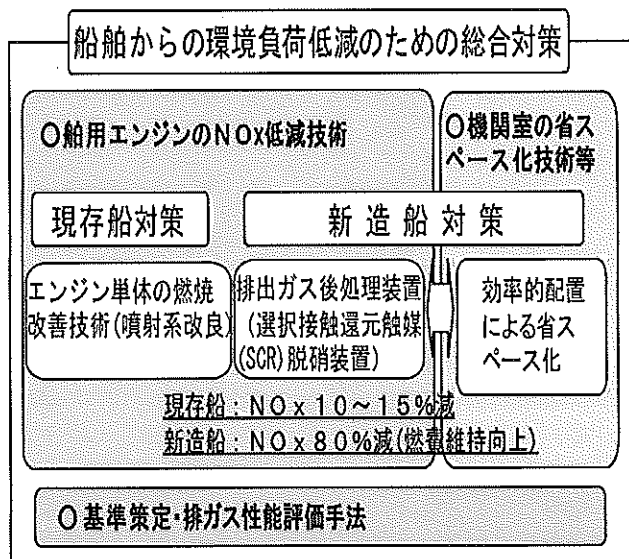 船舶からの環境負荷低減のための総合対策
○舶用エンジンのNOx低減技術
○機関室の省ス
ペース化技術等
現存船対策
新造船対策
エンジン単体の燃焼
改善技術(噴射系改良)
排出ガス後処理装置
(選択接触還元触媒
(SCR)脱硝装置)
効率的配置
による省ス
ペース化
現存船:NOx10~15%減
新造船:NOx80%減(燃費維持向上)
○基準策定・排ガス性能評価手法